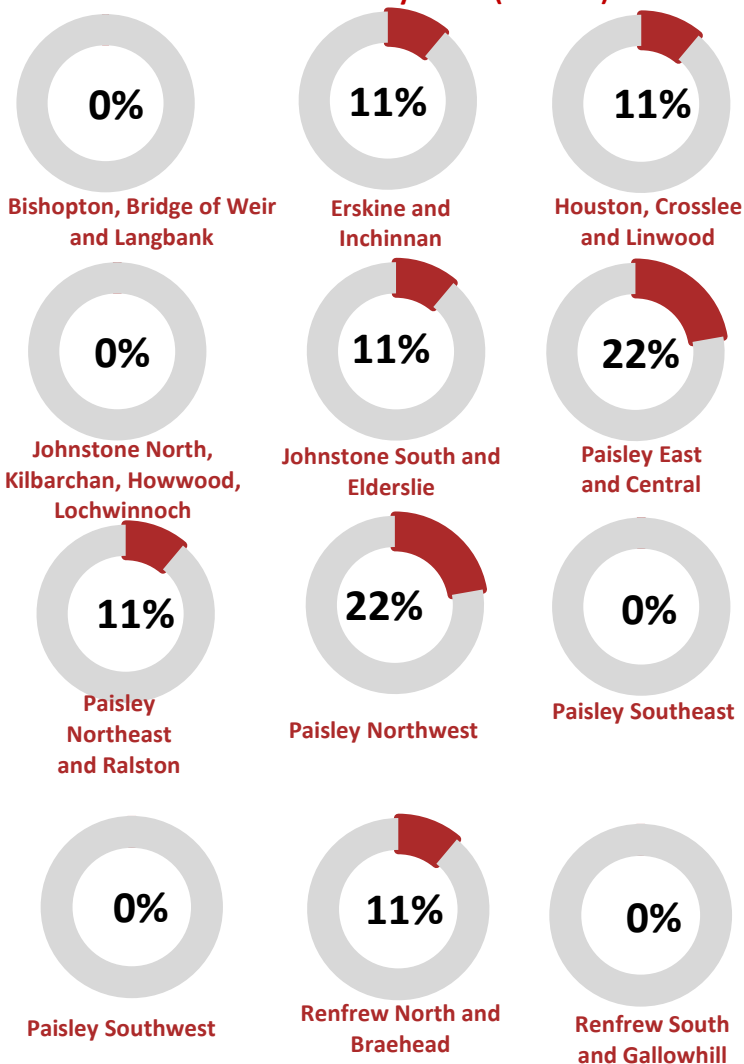 0%
11%
11%
Bishopton, Bridge of Weir
and Langbank
Erskine and
Inchinnan
Houston, Crosslee
and Linwood
0%
11%
22%
Johnstone North,
Kilbarchan, Howwood,
Lochwinnoch
Johnstone South and
Elderslie
Paisley East
and Central
11%
22%
0%
Paisley
Northeast
and Ralston
Paisley Northwest
Paisley Southeast
0%
11%
0%
Paisley Southwest
Renfrew North and
Braehead
Renfrew South
and Gallowhill